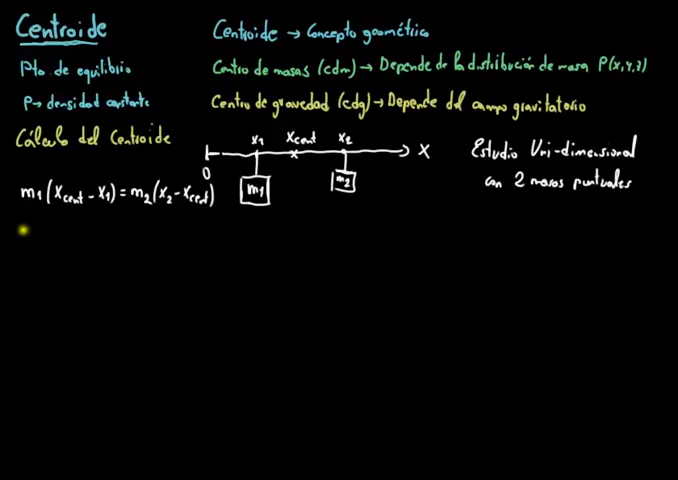 Centroide
Centroide → Concepto geométrico
Pto. de equilibrio
Centro de masas (cdm) → Depende de la distribución de masa ρ(x,y,z)
ρ → densidad constante
Centro de gravedad (cdg) → Depende del campo gravitatorio
Cálculo del Centroide
x1 xcent x2
0 X
m1 m2
Estudio Uni-dimensional
con 2 masas puntuales
m1(xcent - x1) = m2(x2 - xcent)